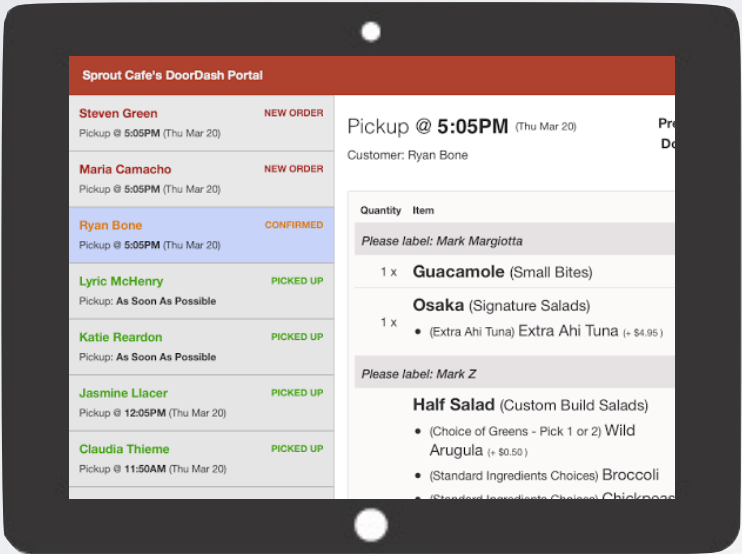 Sprout Cafe's DoorDash Portal
Steven Green NEW ORDER
Pickup @ 5:05PM (Thu Mar 20)
Maria Camacho NEW ORDER
Pickup @ 5:05PM (Thu Mar 20)
Ryan Bone CONFIRMED
Pickup @ 5:05PM (Thu Mar 20)
Lyric McHenry PICKED UP
Pickup: As Soon As Possible
Katie Reardon PICKED UP
Pickup: As Soon As Possible
Jasmine Llacer PICKED UP
Pickup @ 12:05PM (Thu Mar 20)
Claudia Thieme PICKED UP
Pickup @ 11:50AM (Thu Mar 20)
Pickup @ 5:05PM (Thu Mar 20)
Customer: Ryan Bone
Quantity Item
Please label: Mark Margiotta
1 x Guacamole (Small Bites)
Osaka (Signature Salads)
1 x
• (Extra Ahi Tuna) Extra Ahi Tuna (+ $4.95 )
Please label: Mark Z
Half Salad (Custom Build Salads)
• (Choice of Greens - Pick 1 or 2) Wild
Arugula (+ $0.50 )
• (Standard Ingredients Choices) Broccoli
• (Standard Ingredients Choices) Chickpeas